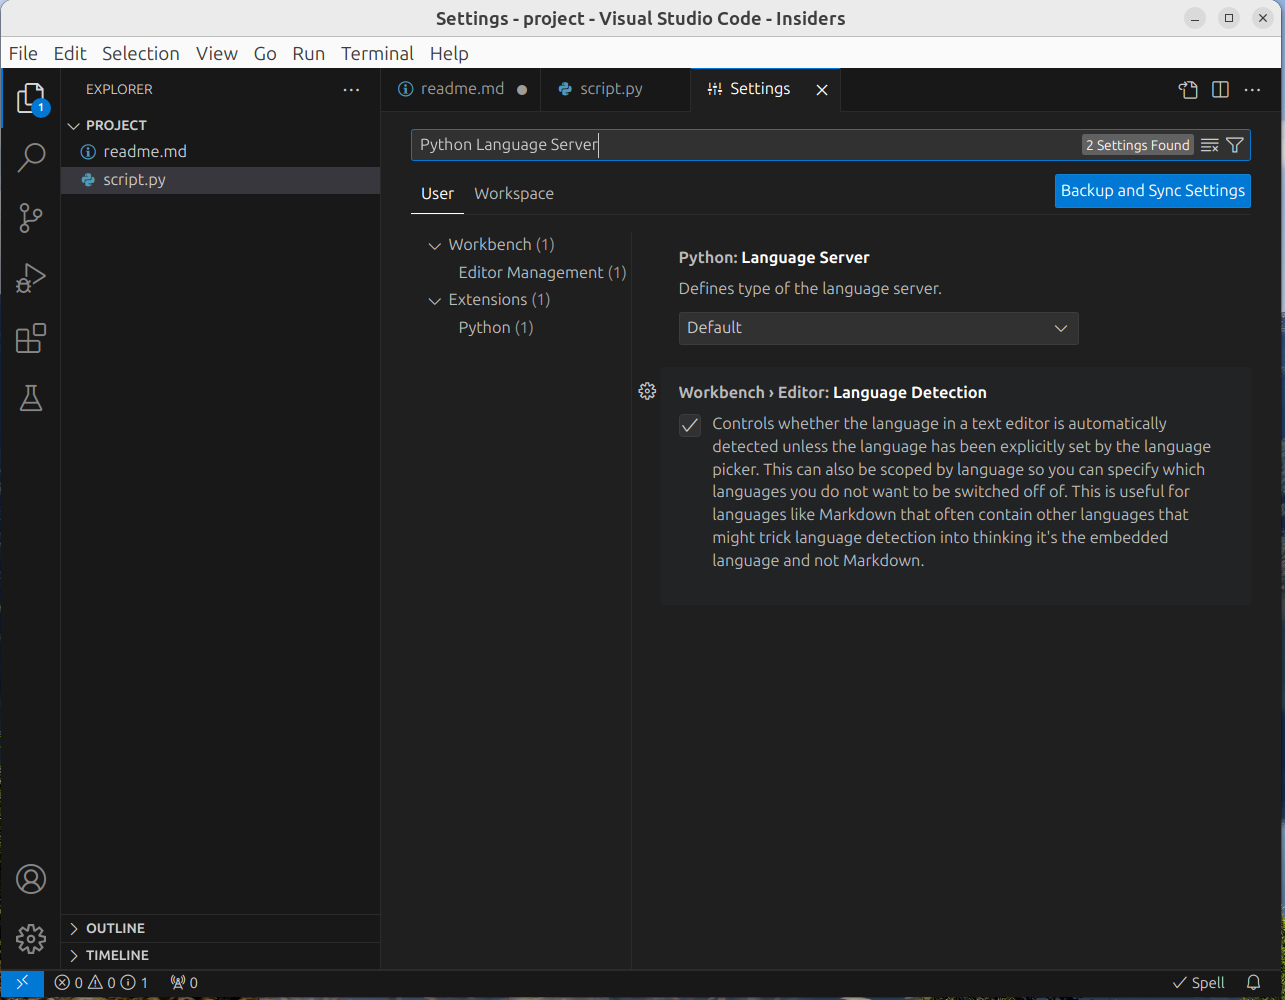 Settings - project - Visual Studio Code - Insiders
File Edit Selection View Go Run Terminal Help
1
EXPLORER
PROJECT
readme.md
script.py
OUTLINE
TIMELINE
readme.md
script.py
Settings
Python Language Server
2 Settings Found
User
Workspace
Backup and Sync Settings
Workbench (1)
Editor Management (1)
Extensions (1)
Python (1)
Python: Language Server
Defines type of the language server.
Default
Workbench › Editor: Language Detection
Controls whether the language in a text editor is automatically
detected unless the language has been explicitly set by the language
picker. This can also be scoped by language so you can specify which
languages you do not want to be switched off of. This is useful for
languages like Markdown that often contain other languages that
might trick language detection into thinking it's the embedded
language and not Markdown.
0 0 1 0
Spell